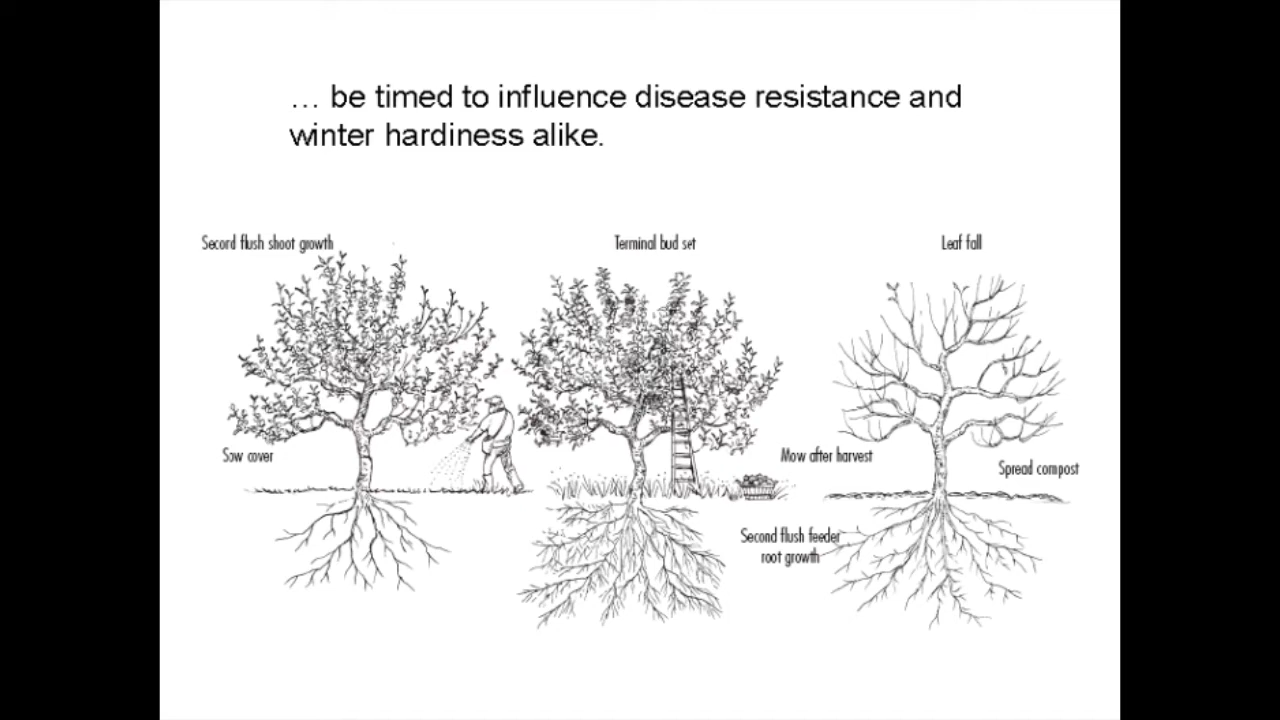 ... be timed to influence disease resistance and
winter hardiness alike.
Second flush shoot growth
Terminal bud set
Leaf fall
Sow cover
Mow after harvest
Spread compost
Second flush feeder
root growth